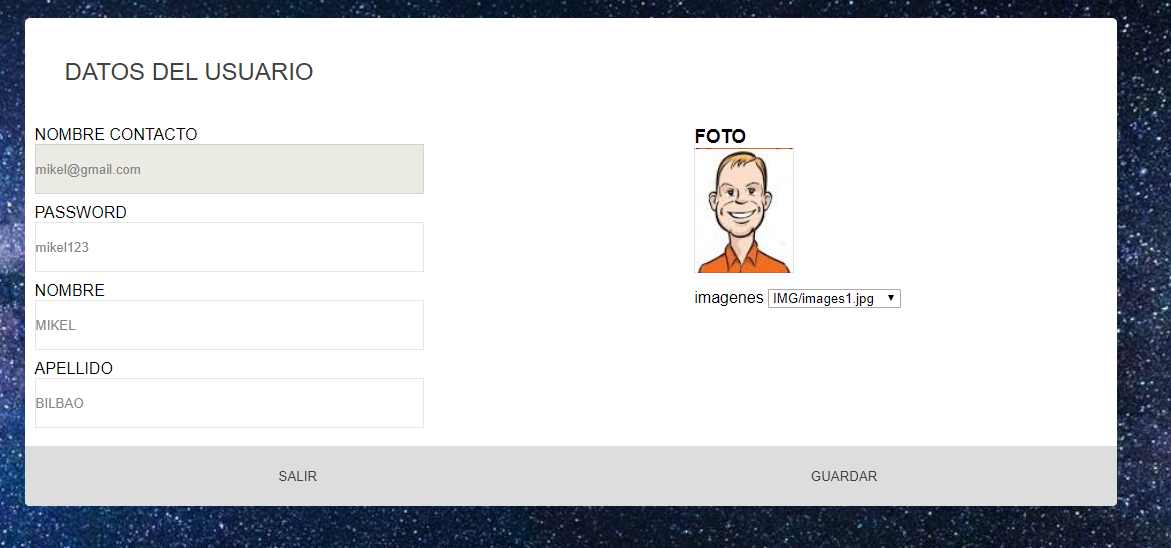 DATOS DEL USUARIO
NOMBRE CONTACTO
mikel@gmail.com
PASSWORD
mikel123
NOMBRE
MIKEL
APELLIDO
BILBAO
FOTO
imagenes IMG/images1.jpg
SALIR
GUARDAR